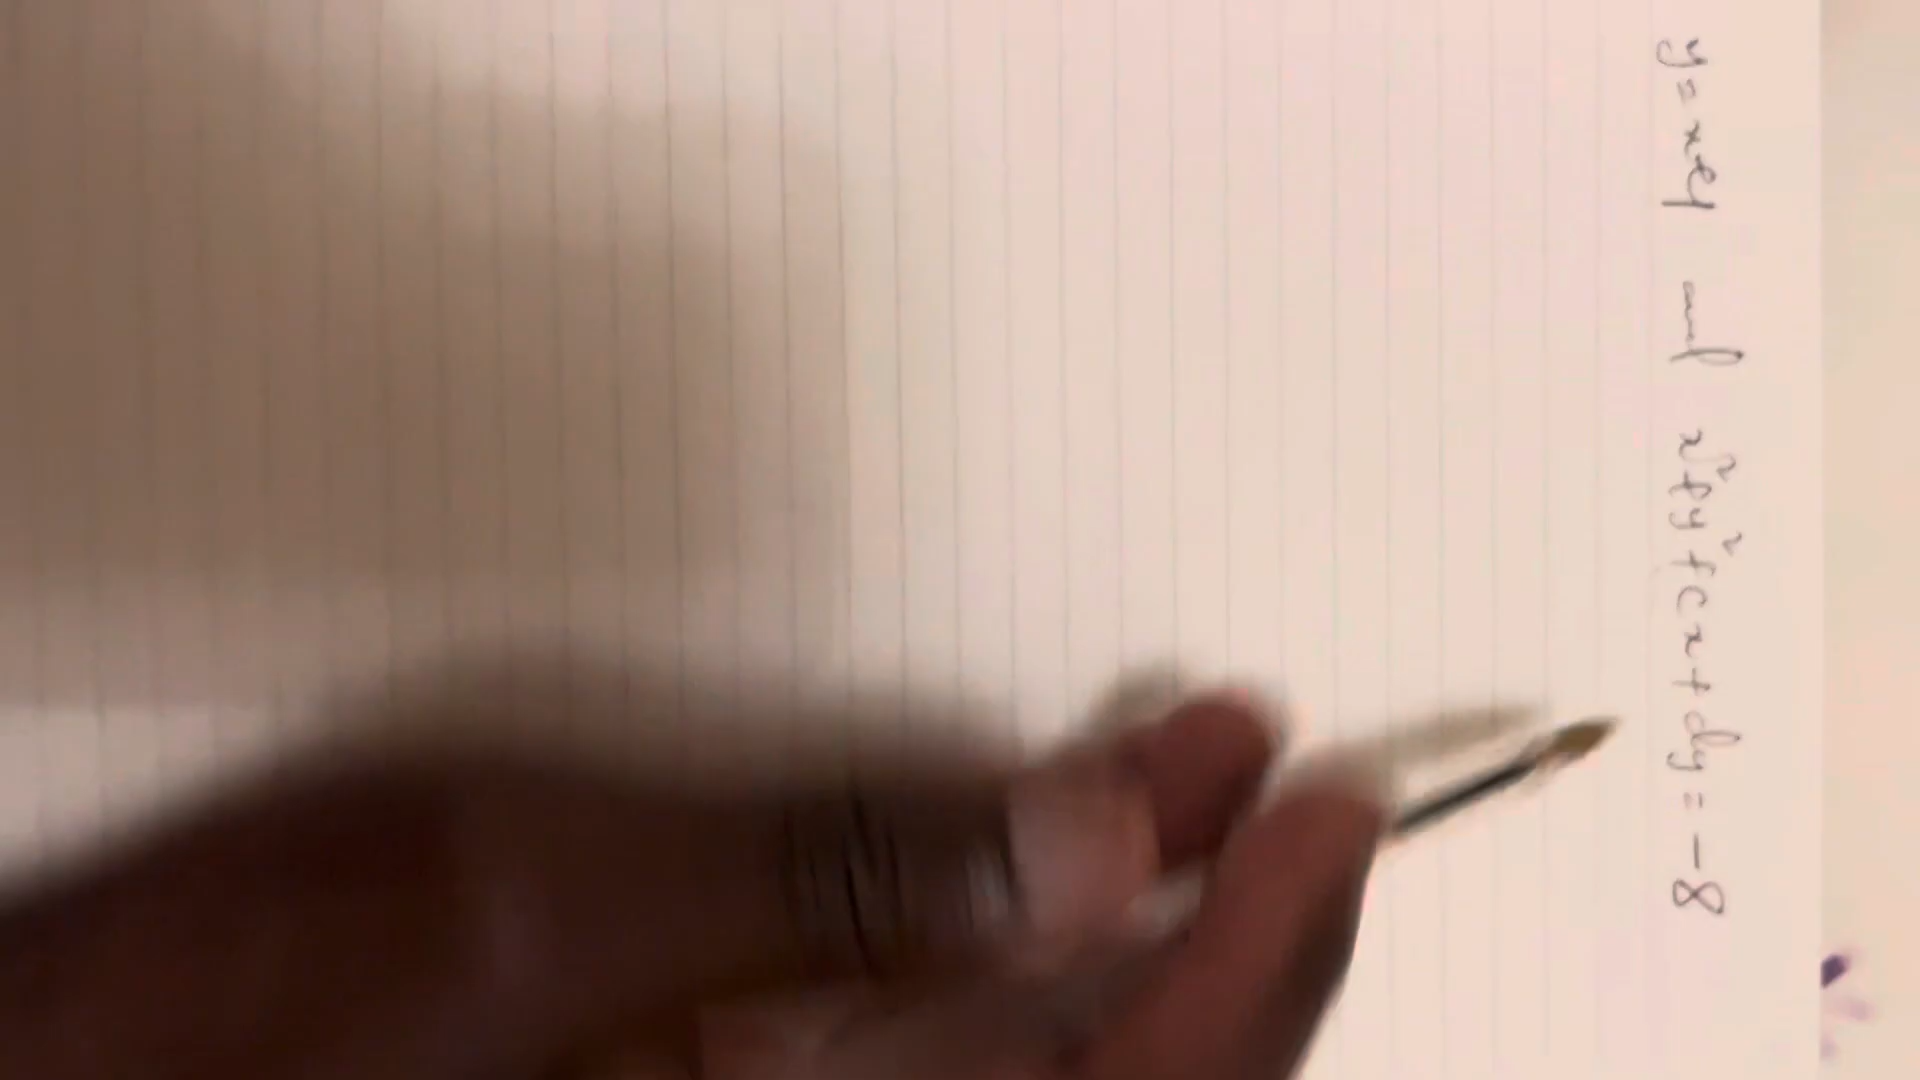 y = x+4 and x²+y²+cx+dy = -8